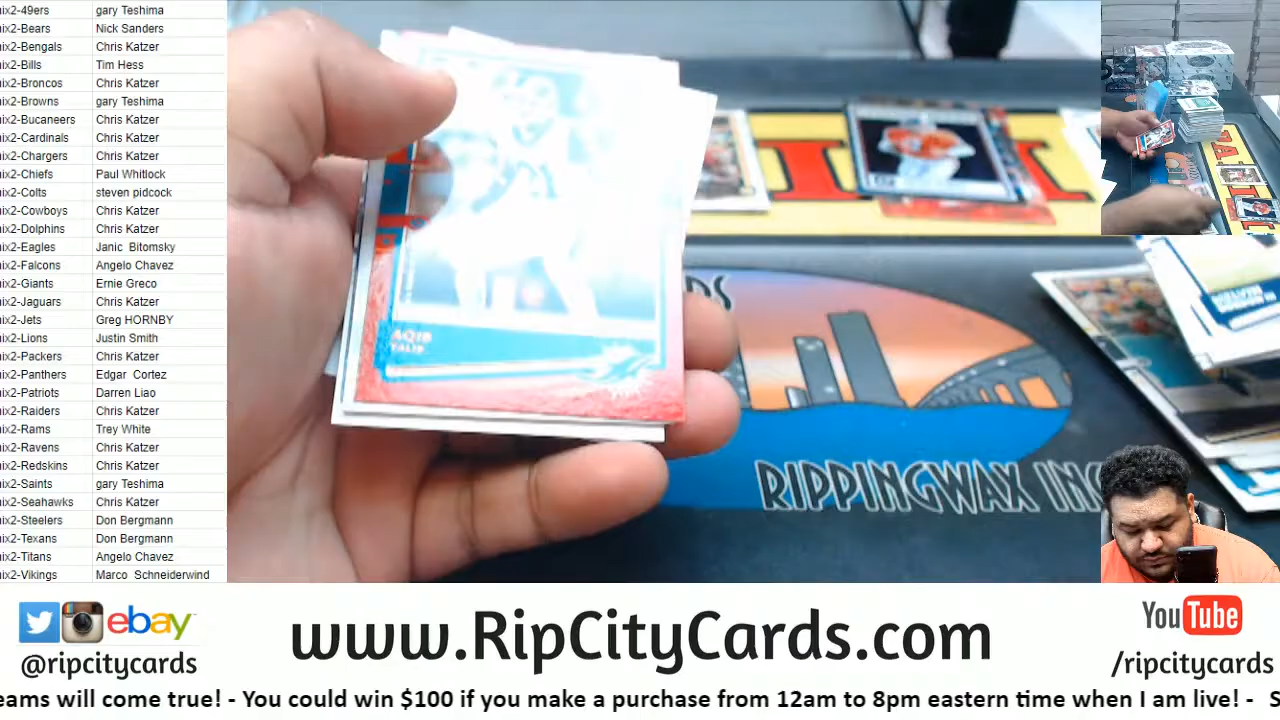 ix2-49ers gary Teshima
ix2-Bears Nick Sanders
ix2-Bengals Chris Katzer
ix2-Bills Tim Hess
ix2-Broncos Chris Katzer
ix2-Browns gary Teshima
ix2-Bucaneers Chris Katzer
ix2-Cardinals Chris Katzer
ix2-Chargers Chris Katzer
ix2-Chiefs Paul Whitlock
ix2-Colts steven pidcock
ix2-Cowboys Chris Katzer
ix2-Dolphins Chris Katzer
ix2-Eagles Janic Bitomsky
ix2-Falcons Angelo Chavez
ix2-Giants Ernie Greco
ix2-Jaguars Chris Katzer
ix2-Jets Greg HORNBY
ix2-Lions Justin Smith
ix2-Packers Chris Katzer
ix2-Panthers Edgar Cortez
ix2-Patriots Darren Liao
ix2-Raiders Chris Katzer
ix2-Rams Trey White
ix2-Ravens Chris Katzer
ix2-Redskins Chris Katzer
ix2-Saints gary Teshima
ix2-Seahawks Chris Katzer
ix2-Steelers Don Bergmann
ix2-Texans Don Bergmann
ix2-Titans Angelo Chavez
ix2-Vikings Marco Schneiderwind
AQIB
TALIB
RDS
RIPPINGWAX INC
ebay
@ripcitycards
www.RipCityCards.com
YouTube
/ripcitycards
eams will come true! - You could win $100 if you make a purchase from 12am to 8pm eastern time when I am live! - S